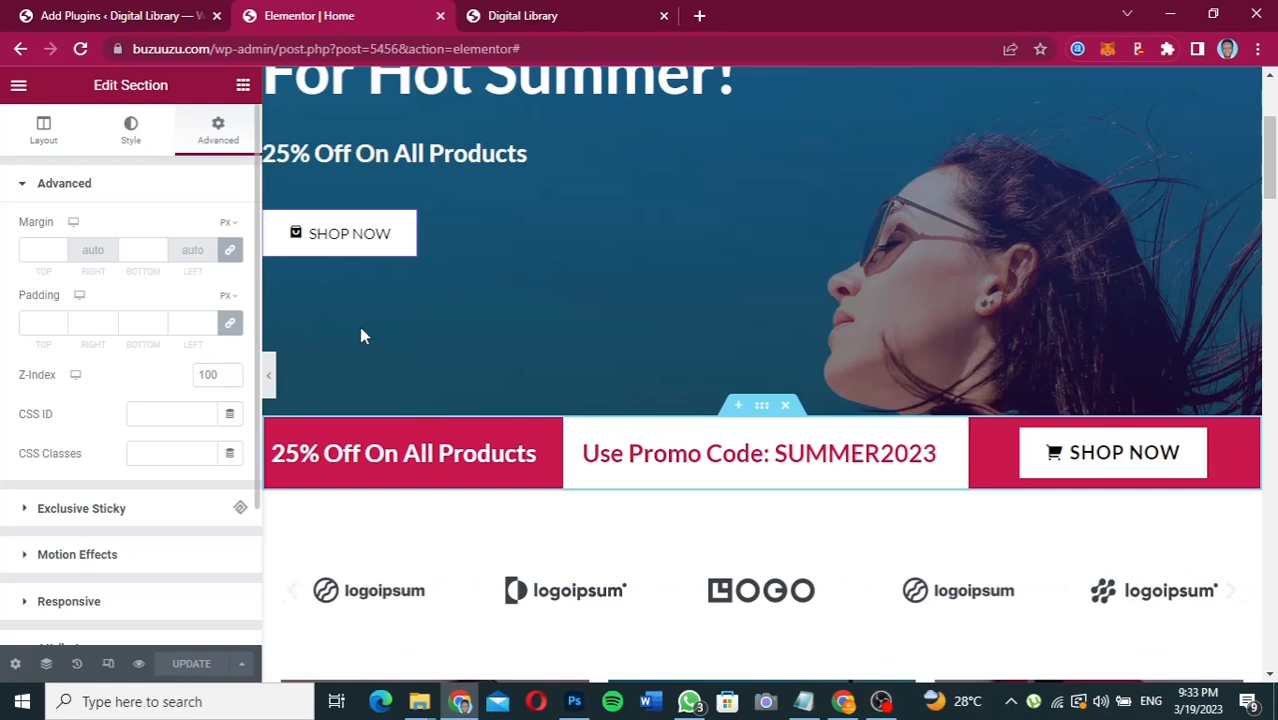 Add Plugins ‹ Digital Library — W
Elementor | Home
Digital Library
buzuuzu.com/wp-admin/post.php?post=5456&action=elementor#
Edit Section
Layout
Style
Advanced
Advanced
Margin
PX
auto
auto
TOP
RIGHT
BOTTOM
LEFT
Padding
PX
TOP
RIGHT
BOTTOM
LEFT
Z-Index
100
CSS ID
CSS Classes
Exclusive Sticky
Motion Effects
Responsive
UPDATE
For Hot Summer!
25% Off On All Products
SHOP NOW
25% Off On All Products
Use Promo Code: SUMMER2023
SHOP NOW
logoipsum
logoipsum
LOGO
logoipsum
logoipsum
Type here to search
3
28°C
ENG
9:33 PM
3/19/2023
9